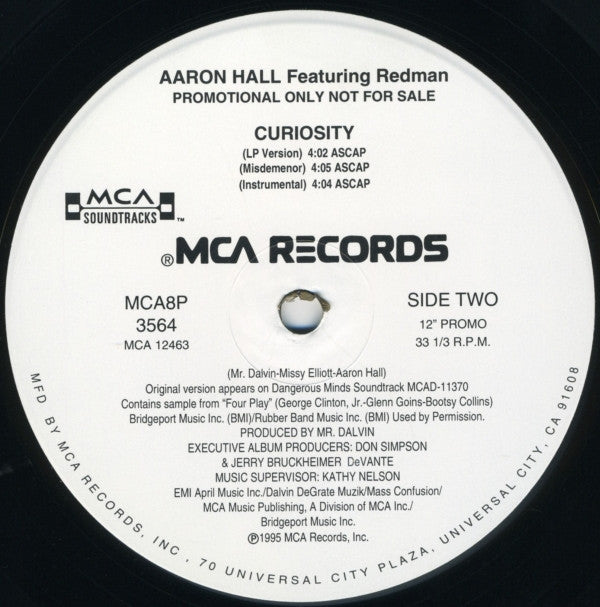 AARON HALL Featuring Redman
PROMOTIONAL ONLY NOT FOR SALE
CURIOSITY
(LP Version) 4:02 ASCAP
(Misdemenor) 4:05 ASCAP
(Instrumental) 4:04 ASCAP
MCA
SOUNDTRACKS™
®MCA RECORDS
MCA8P
3564
MCA 12463
SIDE TWO
12" PROMO
33 1/3 R.P.M.
(Mr. Dalvin-Missy Elliott-Aaron Hall)
Original version appears on Dangerous Minds Soundtrack MCAD-11370
Contains sample from "Four Play" (George Clinton, Jr.-Glenn Goins-Bootsy Collins)
Bridgeport Music Inc. (BMI)/Rubber Band Music Inc. (BMI) Used by Permission.
PRODUCED BY MR. DALVIN
EXECUTIVE ALBUM PRODUCERS: DON SIMPSON
& JERRY BRUCKHEIMER DeVANTE
MUSIC SUPERVISOR: KATHY NELSON
EMI April Music Inc./Dalvin DeGrate Muzik/Mass Confusion/
MCA Music Publishing, A Division of MCA Inc./
Bridgeport Music Inc.
℗1995 MCA Records, Inc.
MFD BY MCA RECORDS, INC. 70 UNIVERSAL CITY PLAZA, UNIVERSAL CITY, CA 91608